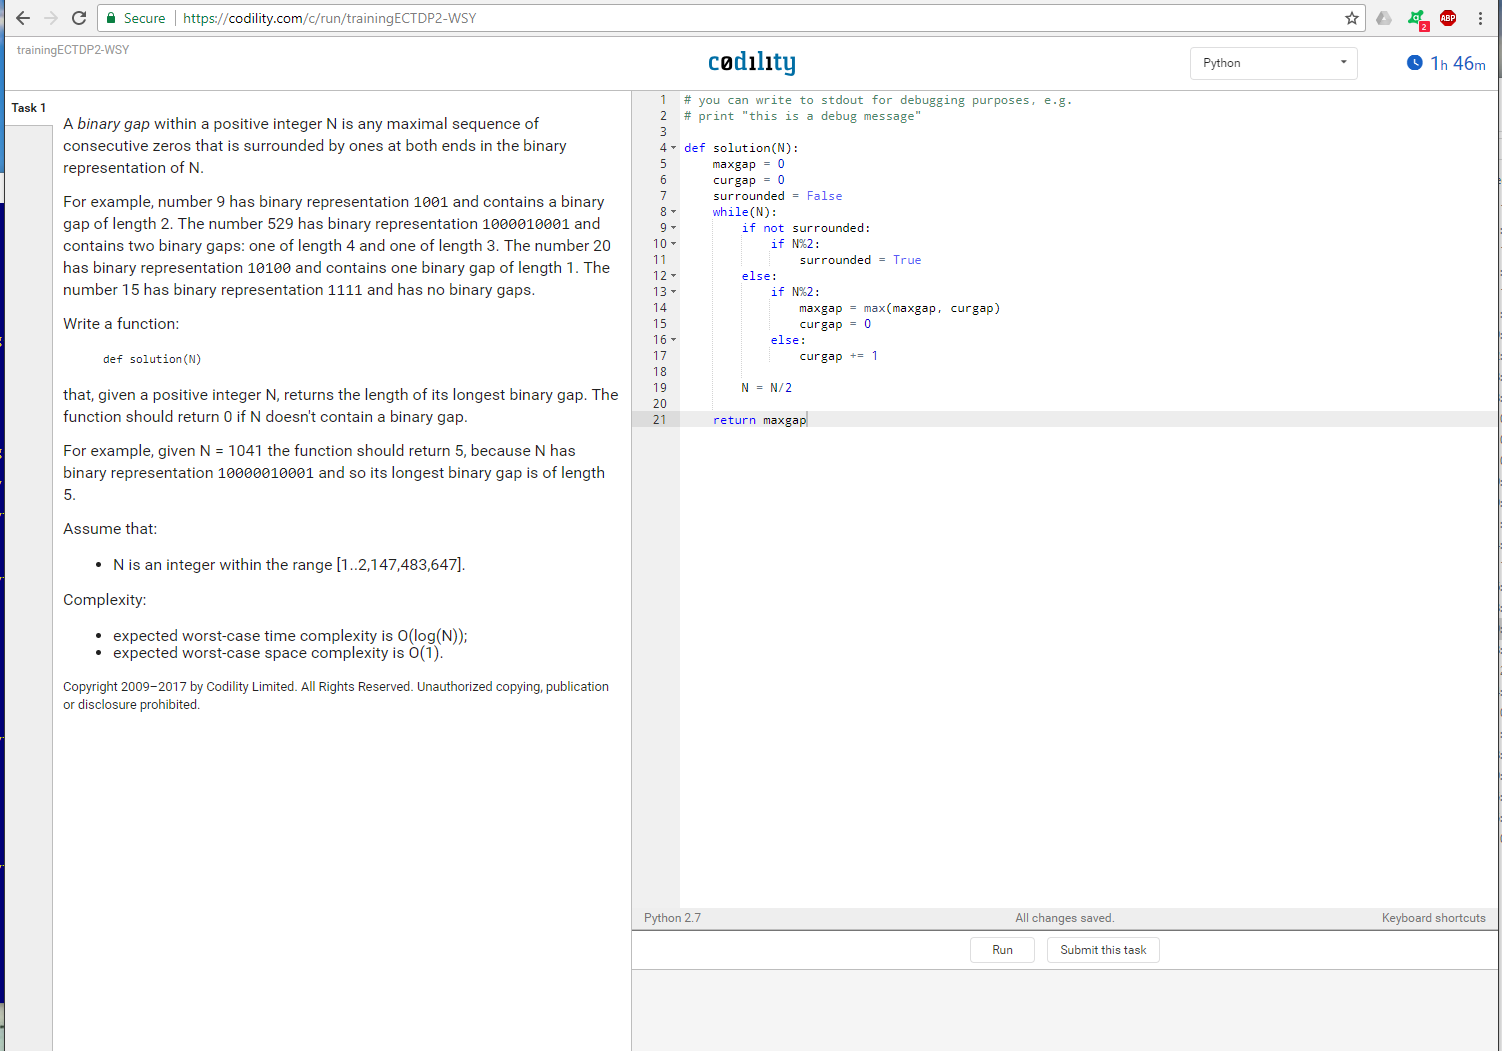 Secure https://codility.com/c/run/trainingECTDP2-WSY
2
ABP
trainingECTDP2-WSY
codility
Python
1h 46m
Task 1
A binary gap within a positive integer N is any maximal sequence of
consecutive zeros that is surrounded by ones at both ends in the binary
representation of N.
For example, number 9 has binary representation 1001 and contains a binary
gap of length 2. The number 529 has binary representation 1000010001 and
contains two binary gaps: one of length 4 and one of length 3. The number 20
has binary representation 10100 and contains one binary gap of length 1. The
number 15 has binary representation 1111 and has no binary gaps.
Write a function:
def solution(N)
that, given a positive integer N, returns the length of its longest binary gap. The
function should return 0 if N doesn't contain a binary gap.
For example, given N = 1041 the function should return 5, because N has
binary representation 10000010001 and so its longest binary gap is of length
5.
Assume that:
• N is an integer within the range [1..2,147,483,647].
Complexity:
• expected worst-case time complexity is O(log(N));
• expected worst-case space complexity is O(1).
Copyright 2009–2017 by Codility Limited. All Rights Reserved. Unauthorized copying, publication
or disclosure prohibited.
1 # you can write to stdout for debugging purposes, e.g.
2 # print "this is a debug message"
3
4 def solution(N):
5     maxgap = 0
6     curgap = 0
7     surrounded = False
8     while(N):
9         if not surrounded:
10             if N%2:
11                 surrounded = True
12         else:
13             if N%2:
14                 maxgap = max(maxgap, curgap)
15                 curgap = 0
16             else:
17                 curgap += 1
18
19         N = N/2
20
21     return maxgap
Python 2.7 All changes saved. Keyboard shortcuts
Run Submit this task